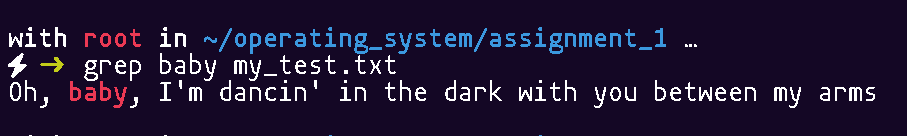 with root in ~/operating_system/assignment_1 …
⚡ → grep baby my_test.txt
Oh, baby, I'm dancin' in the dark with you between my arms